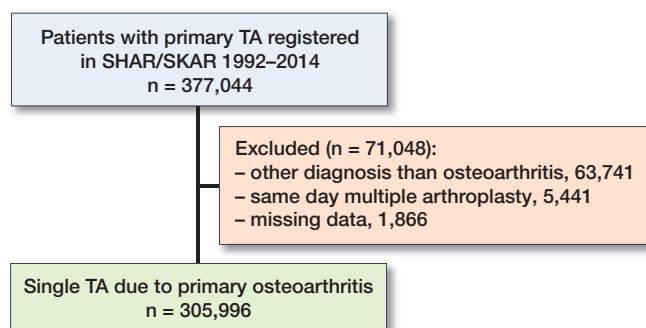 Patients with primary TA registered
in SHAR/SKAR 1992–2014
n = 377,044
Excluded (n = 71,048):
– other diagnosis than osteoarthritis, 63,741
– same day multiple arthroplasty, 5,441
– missing data, 1,866
Single TA due to primary osteoarthritis
n = 305,996